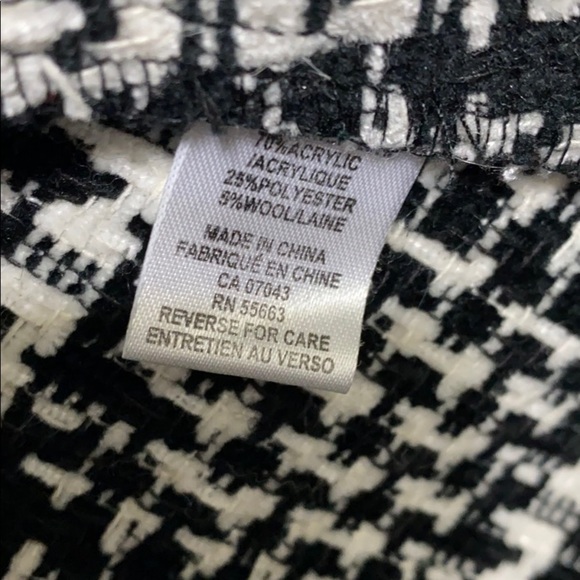 70%ACRYLIC
/ACRYLIQUE
25%POLYESTER
5%WOOL/LAINE
MADE IN CHINA
FABRIQUÉ EN CHINE
CA 07043
RN 55663
REVERSE FOR CARE
ENTRETIEN AU VERSO